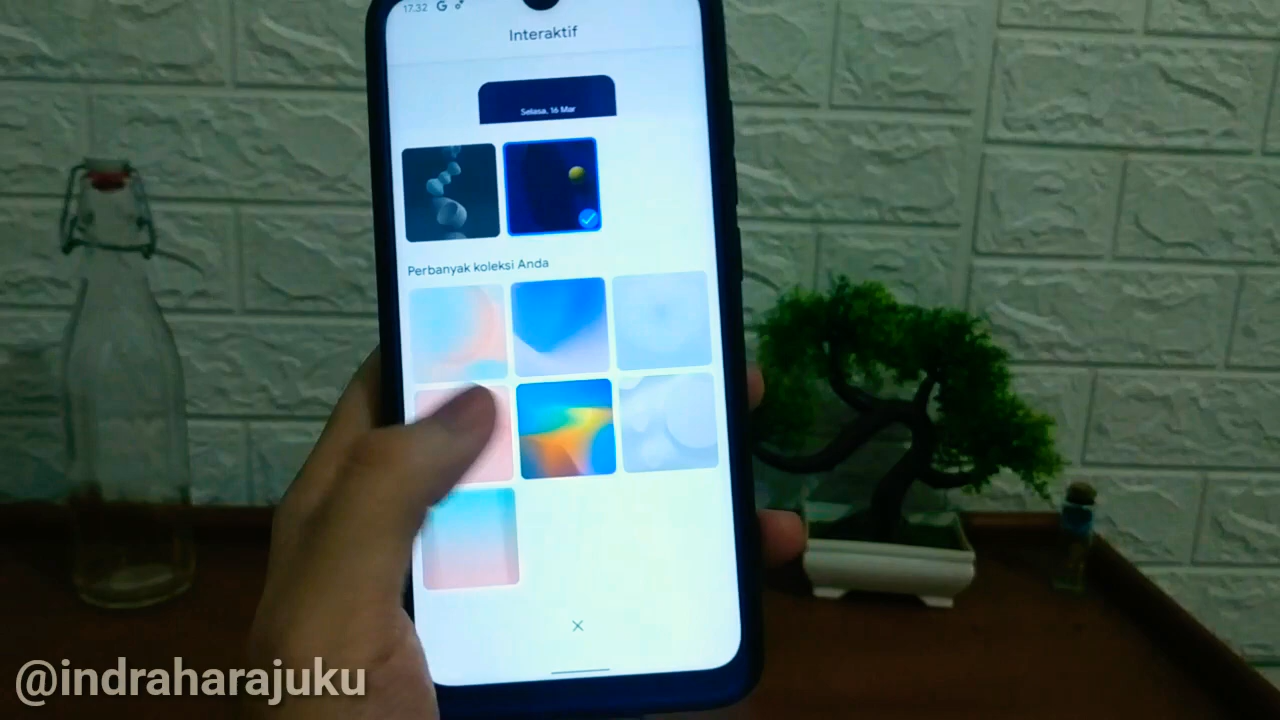 17.32 G
Interaktif
Selasa, 16 Mar
Perbanyak koleksi Anda
@indraharajuku